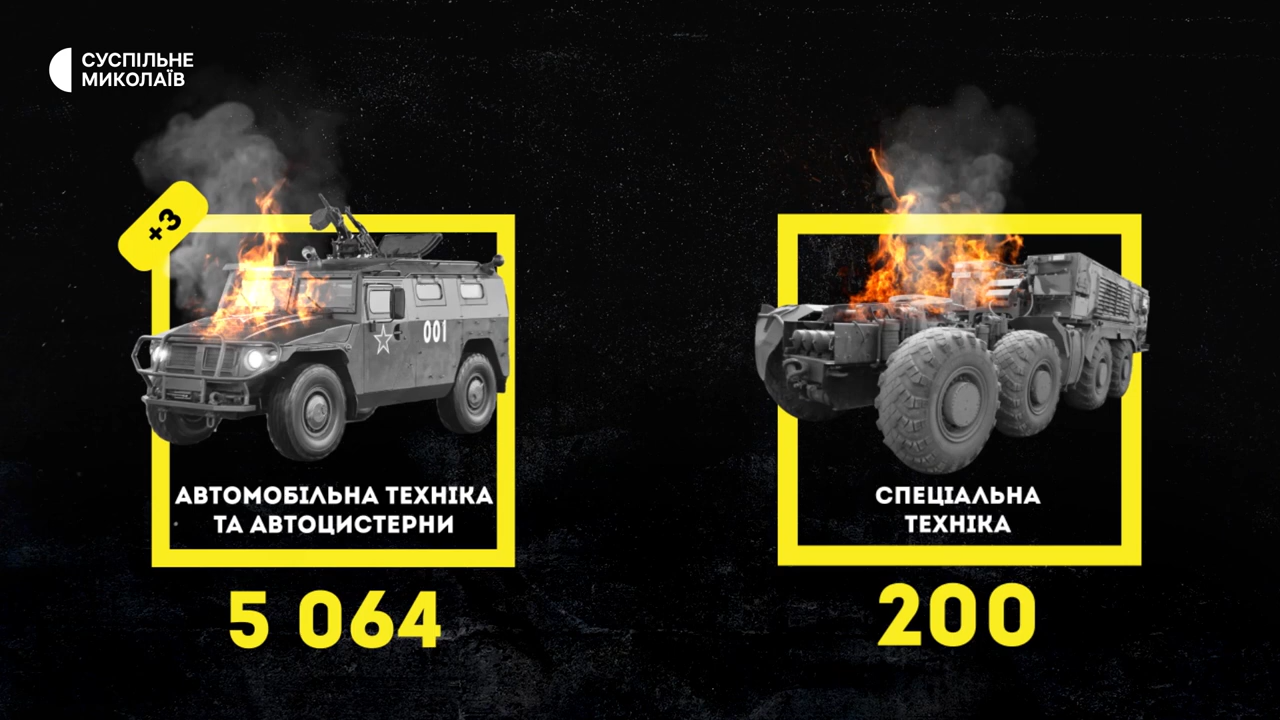 СУСПІЛЬНЕ
МИКОЛАЇВ
+3
001
АВТОМОБІЛЬНА ТЕХНІКА
ТА АВТОЦИСТЕРНИ
5 064
СПЕЦІАЛЬНА
ТЕХНІКА
200